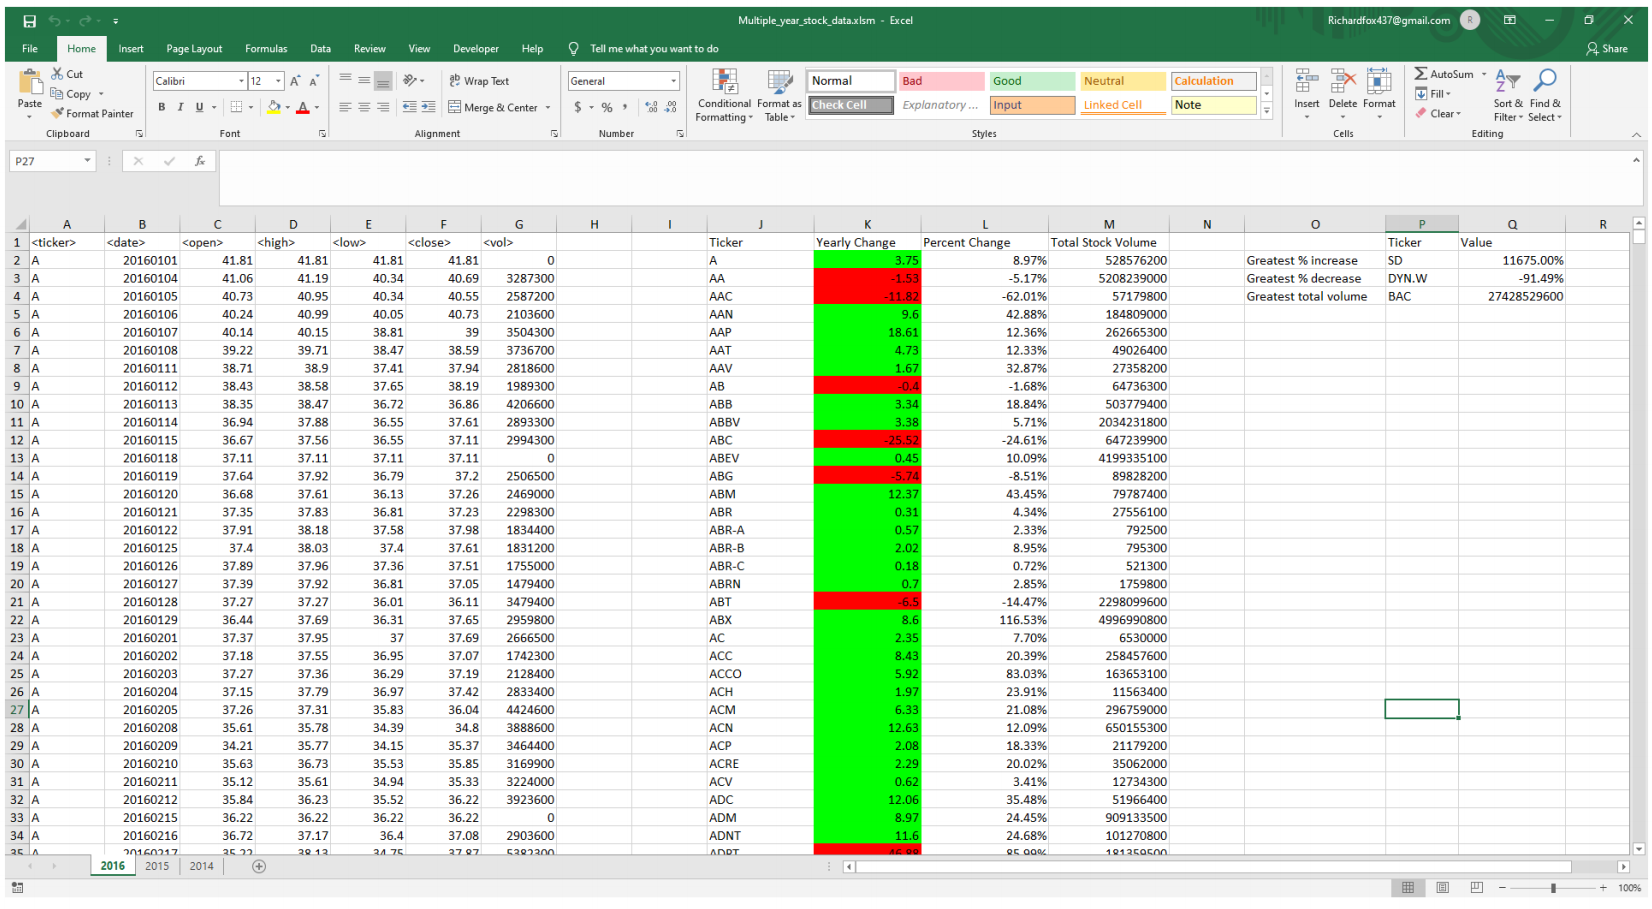 Multiple_year_stock_data.xlsm - Excel
Richardfox437@gmail.com R
File Home Insert Page Layout Formulas Data Review View Developer Help Tell me what you want to do Share
Paste Cut Copy Format Painter
Calibri 12 A A B I U A
Wrap Text Merge & Center
General $ % ,
Conditional Formatting Format as Table
Normal Bad Good Neutral Calculation
Check Cell Explanatory ... Input Linked Cell Note
Insert Delete Format
AutoSum Fill Clear Sort & Filter Find & Select
Clipboard Font Alignment Number Styles Cells Editing
P27 fx
A B C D E F G H I J K L M N O P Q R
1 <ticker> <date> <open> <high> <low> <close> <vol> Ticker Yearly Change Percent Change Total Stock Volume Ticker Value
2 A 20160101 41.81 41.81 41.81 41.81 0 A 3.75 8.97% 528576200 Greatest % increase SD 11675.00%
3 A 20160104 41.06 41.19 40.34 40.69 3287300 AA -1.53 -5.17% 5208239000 Greatest % decrease DYN.W -91.49%
4 A 20160105 40.73 40.95 40.34 40.55 2587200 AAC -11.82 -62.01% 57179800 Greatest total volume BAC 27428529600
5 A 20160106 40.24 40.99 40.05 40.73 2103600 AAN 9.6 42.88% 184809000
6 A 20160107 40.14 40.15 38.81 39 3504300 AAP 18.61 12.36% 262665300
7 A 20160108 39.22 39.71 38.47 38.59 3736700 AAT 4.73 12.33% 49026400
8 A 20160111 38.71 38.9 37.41 37.94 2818600 AAV 1.67 32.87% 27358200
9 A 20160112 38.43 38.58 37.65 38.19 1989300 AB -0.4 -1.68% 64736300
10 A 20160113 38.35 38.47 36.72 36.86 4206600 ABB 3.34 18.84% 503779400
11 A 20160114 36.94 37.88 36.55 37.61 2893300 ABBV 3.38 5.71% 2034231800
12 A 20160115 36.67 37.56 36.55 37.11 2994300 ABC -25.52 -24.61% 647239900
13 A 20160118 37.11 37.11 37.11 37.11 0 ABEV 0.45 10.09% 4199335100
14 A 20160119 37.64 37.92 36.79 37.2 2506500 ABG -5.74 -8.51% 89828200
15 A 20160120 36.68 37.61 36.13 37.26 2469000 ABM 12.37 43.45% 79787400
16 A 20160121 37.35 37.83 36.81 37.23 2298300 ABR 0.31 4.34% 27556100
17 A 20160122 37.91 38.18 37.58 37.98 1834400 ABR-A 0.57 2.33% 792500
18 A 20160125 37.4 38.03 37.4 37.61 1831200 ABR-B 2.02 8.95% 795300
19 A 20160126 37.89 37.96 37.36 37.51 1755000 ABR-C 0.18 0.72% 521300
20 A 20160127 37.39 37.92 36.81 37.05 1479400 ABRN 0.7 2.85% 1759800
21 A 20160128 37.27 37.27 36.01 36.11 3479400 ABT -6.5 -14.47% 2298099600
22 A 20160129 36.44 37.69 36.31 37.65 2959800 ABX 8.6 116.53% 4996990800
23 A 20160201 37.37 37.95 37 37.69 2666500 AC 2.35 7.70% 6530000
24 A 20160202 37.18 37.55 36.95 37.07 1742300 ACC 8.43 20.39% 258457600
25 A 20160203 37.27 37.36 36.29 37.19 2128400 ACCO 5.92 83.03% 163653100
26 A 20160204 37.15 37.79 36.97 37.42 2833400 ACH 1.97 23.91% 11563400
27 A 20160205 37.26 37.31 35.83 36.04 4424600 ACM 6.33 21.08% 296759000
28 A 20160208 35.61 35.78 34.39 34.8 3888600 ACN 12.63 12.09% 650155300
29 A 20160209 34.21 35.77 34.15 35.37 3464400 ACP 2.08 18.33% 21179200
30 A 20160210 35.63 36.73 35.53 35.85 3169900 ACRE 2.29 20.02% 35062000
31 A 20160211 35.12 35.61 34.94 35.33 3224000 ACV 0.62 3.41% 12734300
32 A 20160212 35.84 36.23 35.52 36.22 3923600 ADC 12.06 35.48% 51966400
33 A 20160215 36.22 36.22 36.22 36.22 0 ADM 8.97 24.45% 909133500
34 A 20160216 36.72 37.17 36.4 37.08 2903600 ADNT 11.6 24.68% 101270800
35 A 20160217 35.22 38.13 34.75 37.87 5382300 ADPT 46.88 85.99% 181359500
2016 2015 2014
100%